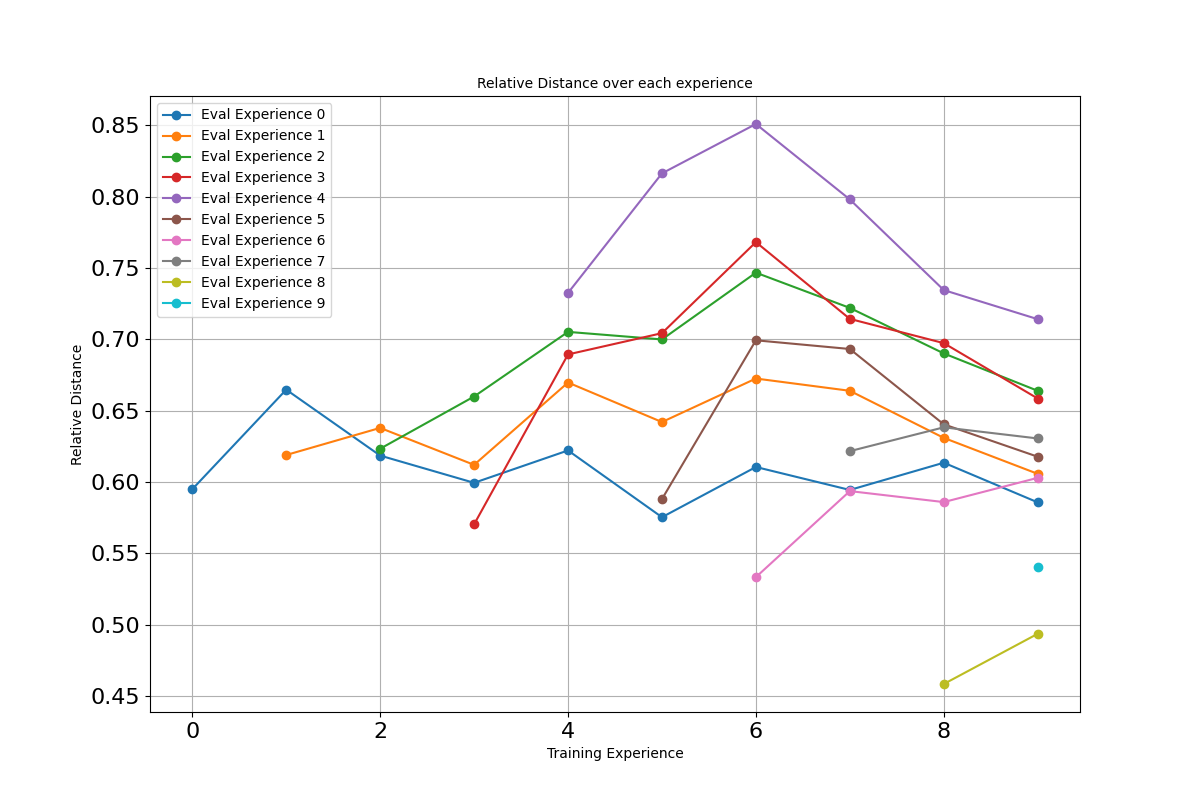 Relative Distance over each experience
Eval Experience 0
Eval Experience 1
Eval Experience 2
Eval Experience 3
Eval Experience 4
Eval Experience 5
Eval Experience 6
Eval Experience 7
Eval Experience 8
Eval Experience 9
0.85
0.80
0.75
0.70
0.65
0.60
0.55
0.50
0.45
Relative Distance
0 2 4 6 8
Training Experience